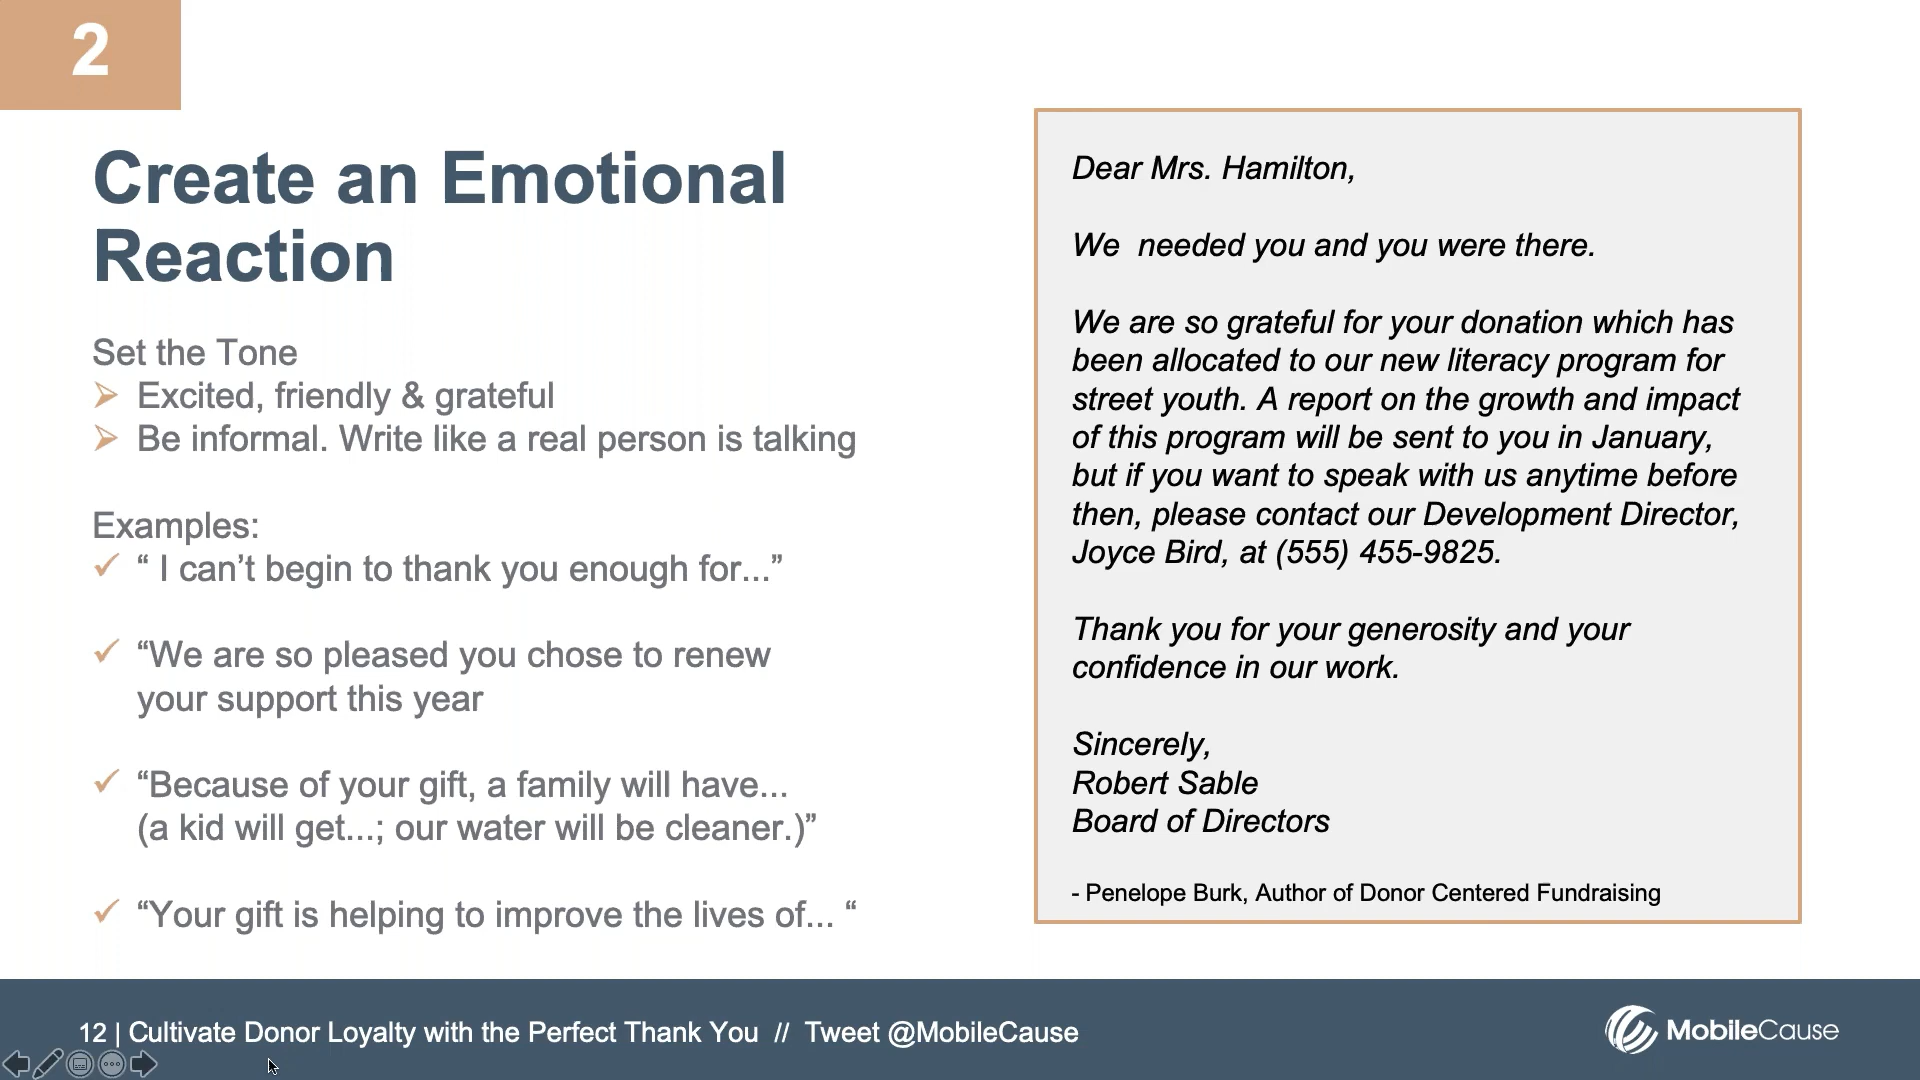 2
Create an Emotional
Reaction
Set the Tone
Excited, friendly & grateful
Be informal. Write like a real person is talking
Examples:
“ I can’t begin to thank you enough for...”
“We are so pleased you chose to renew
your support this year
“Because of your gift, a family will have...
(a kid will get...; our water will be cleaner.)”
“Your gift is helping to improve the lives of... “
Dear Mrs. Hamilton,
We  needed you and you were there.
We are so grateful for your donation which has
been allocated to our new literacy program for
street youth. A report on the growth and impact
of this program will be sent to you in January,
but if you want to speak with us anytime before
then, please contact our Development Director,
Joyce Bird, at (555) 455-9825.
Thank you for your generosity and your
confidence in our work.
Sincerely,
Robert Sable
Board of Directors
- Penelope Burk, Author of Donor Centered Fundraising
12 | Cultivate Donor Loyalty with the Perfect Thank You  //  Tweet @MobileCause
MobileCause